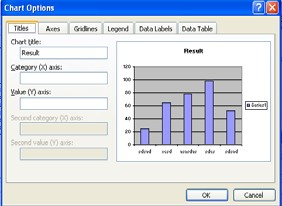 Chart Options
Titles
Axes
Gridlines
Legend
Data Labels
Data Table
Chart title:
Result
Category (X) axis:
Value (Y) axis:
Second category (X) axis:
Second value (Y) axis:
Result
120
100
80
60
40
20
0
Series1
OK
Cancel